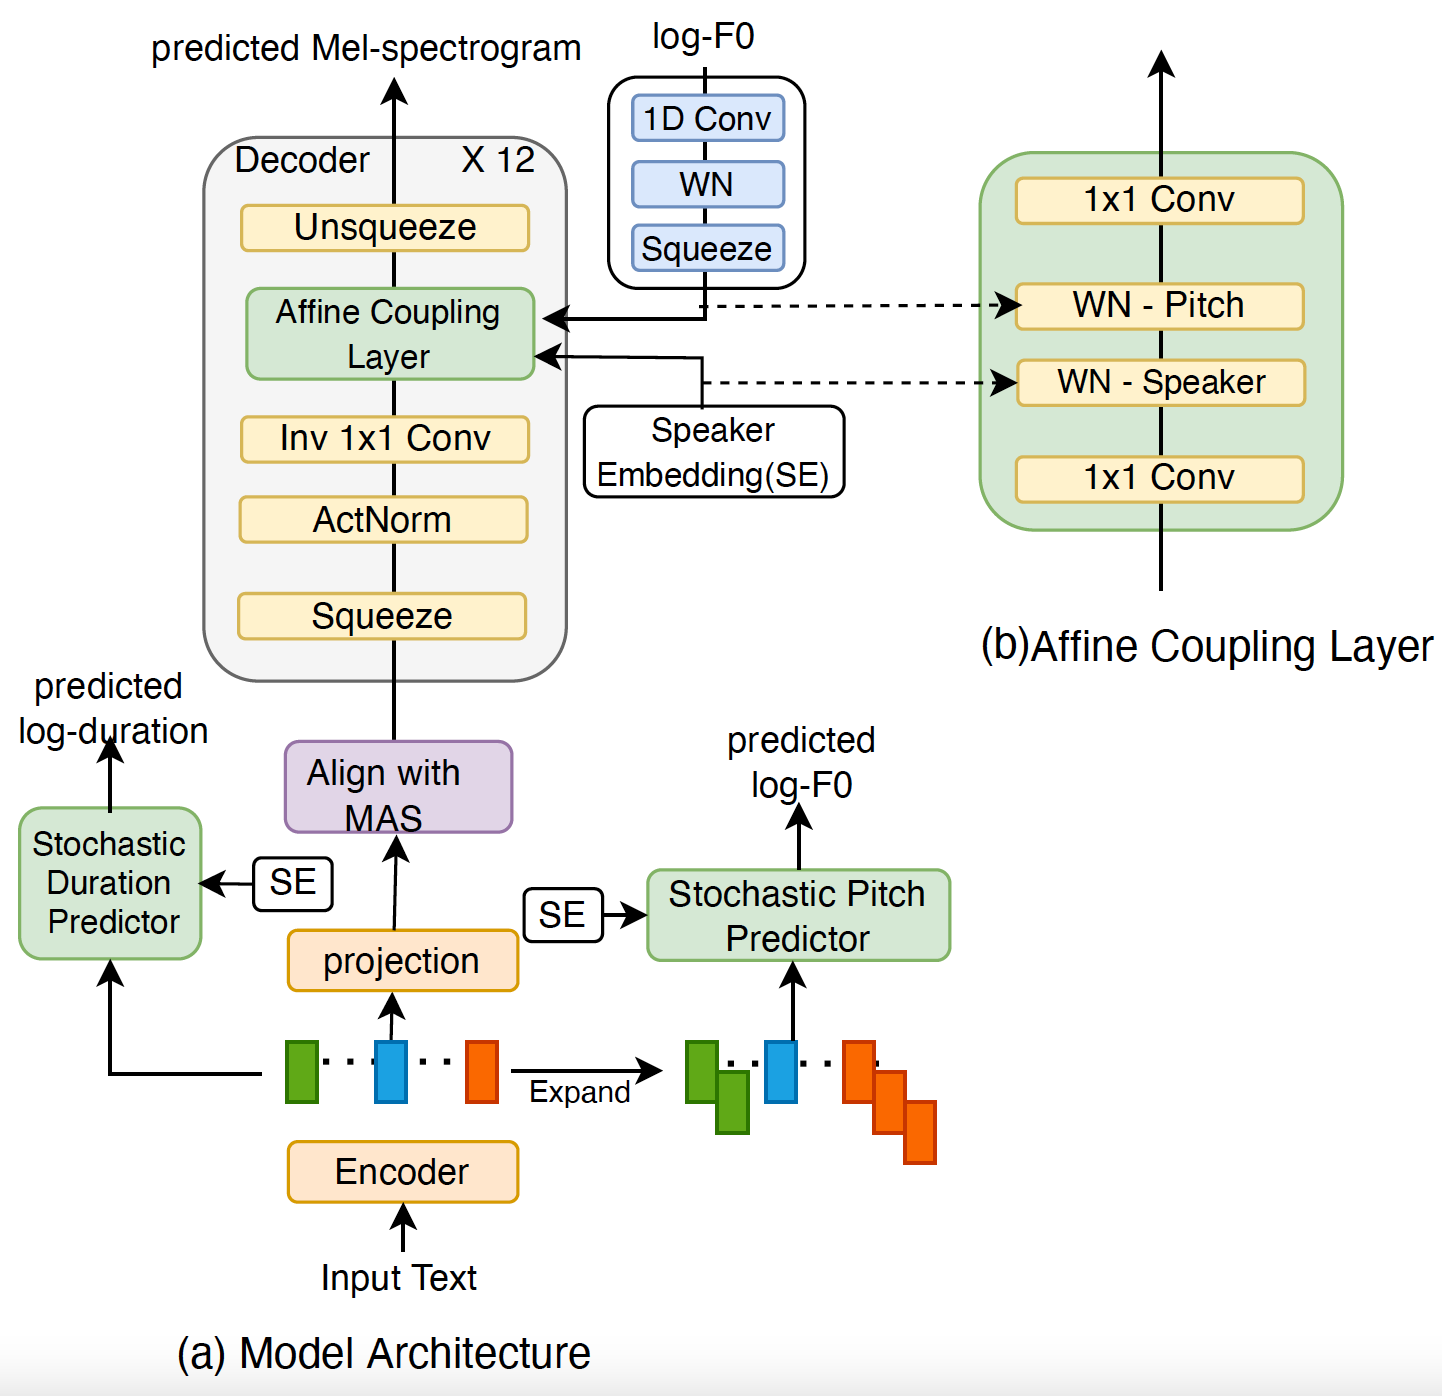 predicted Mel-spectrogram
log-F0
Decoder X 12
Unsqueeze
Affine Coupling
Layer
Inv 1x1 Conv
ActNorm
Squeeze
1D Conv
WN
Squeeze
Speaker
Embedding(SE)
1x1 Conv
WN - Pitch
WN - Speaker
1x1 Conv
(b)Affine Coupling Layer
predicted
log-duration
Stochastic
Duration
Predictor
SE
Align with
MAS
projection
predicted
log-F0
SE
Stochastic Pitch
Predictor
Expand
Encoder
Input Text
(a) Model Architecture